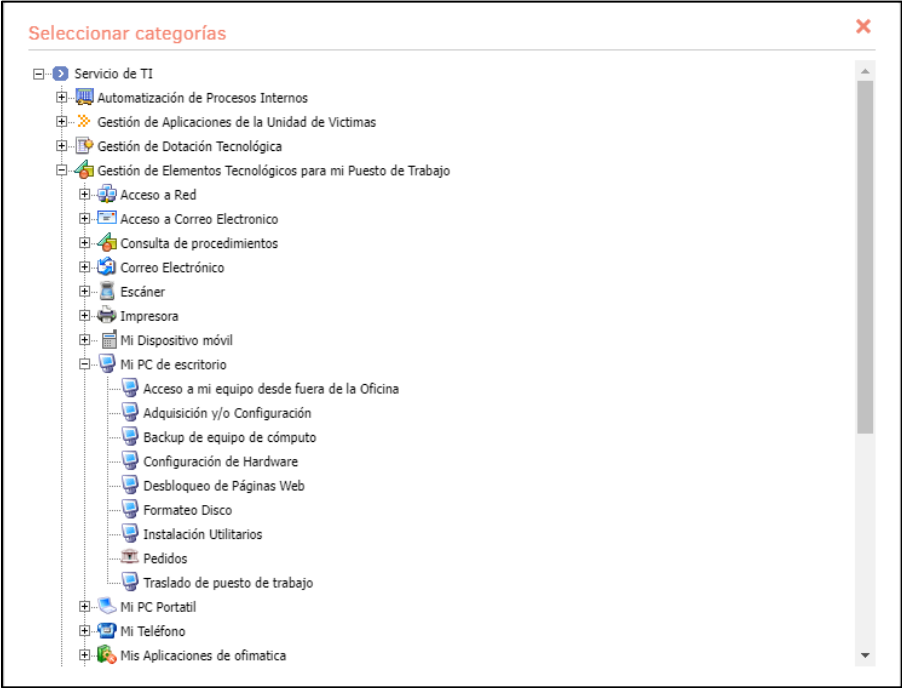 Seleccionar categorías
Servicio de TI
Automatización de Procesos Internos
Gestión de Aplicaciones de la Unidad de Victimas
Gestión de Dotación Tecnológica
Gestión de Elementos Tecnológicos para mi Puesto de Trabajo
Acceso a Red
Acceso a Correo Electronico
Consulta de procedimientos
Correo Electrónico
Escáner
Impresora
Mi Dispositivo móvil
Mi PC de escritorio
Acceso a mi equipo desde fuera de la Oficina
Adquisición y/o Configuración
Backup de equipo de cómputo
Configuración de Hardware
Desbloqueo de Páginas Web
Formateo Disco
Instalación Utilitarios
Pedidos
Traslado de puesto de trabajo
Mi PC Portatil
Mi Teléfono
Mis Aplicaciones de ofimatica